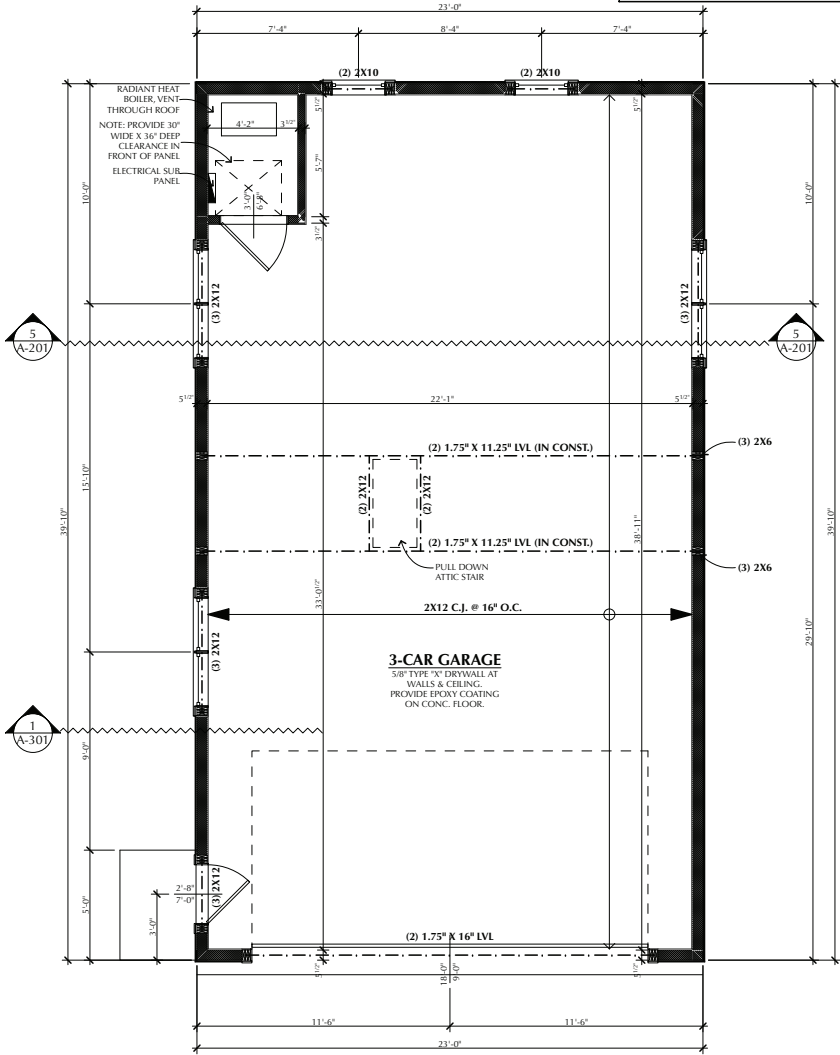 23'-0"
7'-4"
8'-4"
7'-4"
(2) 2X10
(2) 2X10
RADIANT HEAT
BOILER, VENT
THROUGH ROOF
NOTE: PROVIDE 30"
WIDE X 36" DEEP
CLEARANCE IN
FRONT OF PANEL
ELECTRICAL SUB
PANEL
4'-2"
3 1/2"
5 1/2"
5 1/2"
5'-7"
3'-0"
6'-8"
3 1/2"
10'-0"
10'-0"
(3) 2X12
(3) 2X12
5
A-201
5
A-201
5 1/2"
22'-1"
5 1/2"
(2) 1.75" X 11.25" LVL (IN CONST.)
(3) 2X6
(2) 2X12
(2) 2X12
15'-10"
39'-10"
38'-11"
39'-10"
(2) 1.75" X 11.25" LVL (IN CONST.)
(3) 2X6
PULL DOWN
ATTIC STAIR
33'-0 1/2"
2X12 C.J. @ 16" O.C.
29'-10"
(3) 2X12
3-CAR GARAGE
5/8" TYPE "X" DRYWALL AT
WALLS & CEILING.
PROVIDE EPOXY COATING
ON CONC. FLOOR.
1
A-301
9'-0"
5'-0"
3'-0"
2'-8"
7'-0"
(3) 2X12
(2) 1.75" X 16" LVL
5 1/2"
18'-0"
9'-0"
5 1/2"
11'-6"
11'-6"
23'-0"